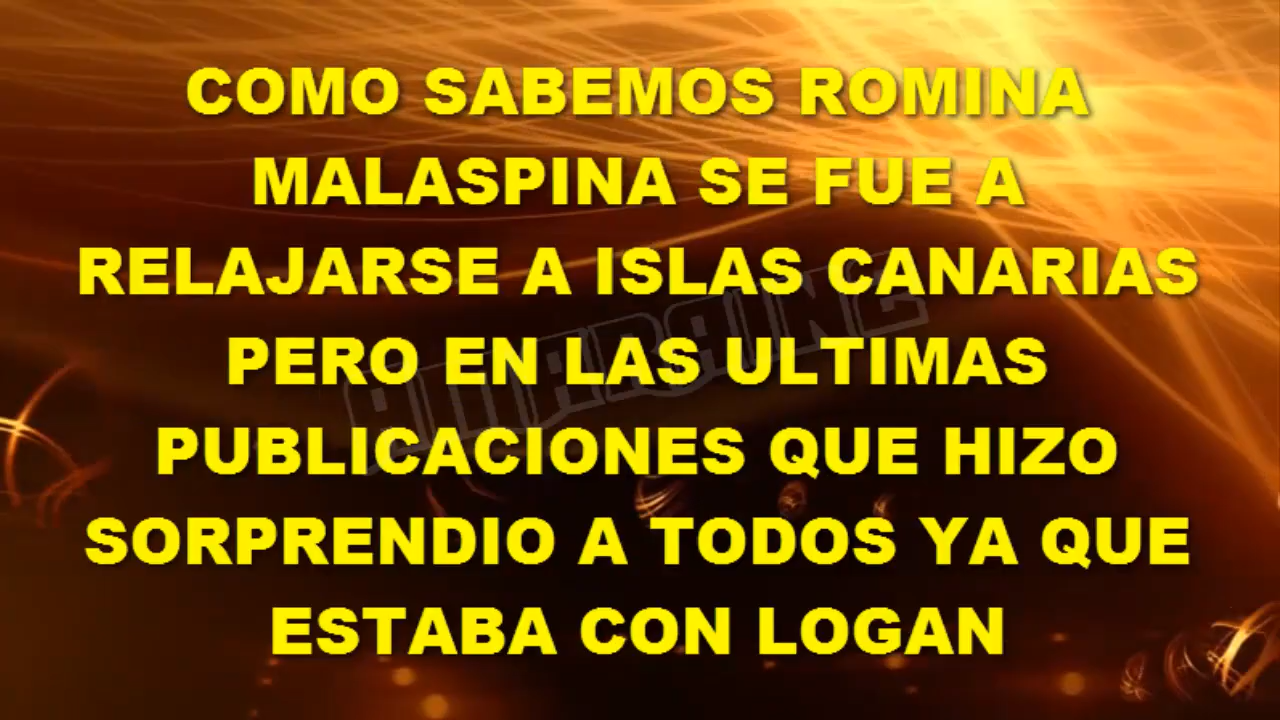 COMO SABEMOS ROMINA
MALASPINA SE FUE A
RELAJARSE A ISLAS CANARIAS
PERO EN LAS ULTIMAS
PUBLICACIONES QUE HIZO
SORPRENDIO A TODOS YA QUE
ESTABA CON LOGAN